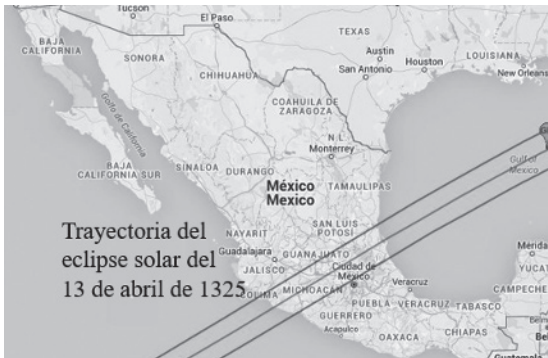 Tucson
El Paso
BAJA
CALIFORNIA
SONORA
CHIHUAHUA
TEXAS
Austin
San Antonio
Houston
LOUISIANA
New Orleans
Golfo de California
COAHUILA DE
ZARAGOZA
N.L.
Monterrey
BAJA
CALIFORNIA SUR
SINALOA
DURANGO
México
Mexico
TAMAULIPAS
Gulf of
Mexico
Trayectoria del
eclipse solar del
13 de abril de 1325
NAYARIT
SAN LUIS
POTOSÍ
Guadalajara
JALISCO
GUANAJUATO
COLIMA
MICHOACÁN
Ciudad de
México
PUEBLA
Veracruz
VERACRUZ
TABASCO
Mérida
YUCA
CAMPECHE
GUERRERO
Acapulco
OAXACA
CHIAPAS
Be
Guatemala